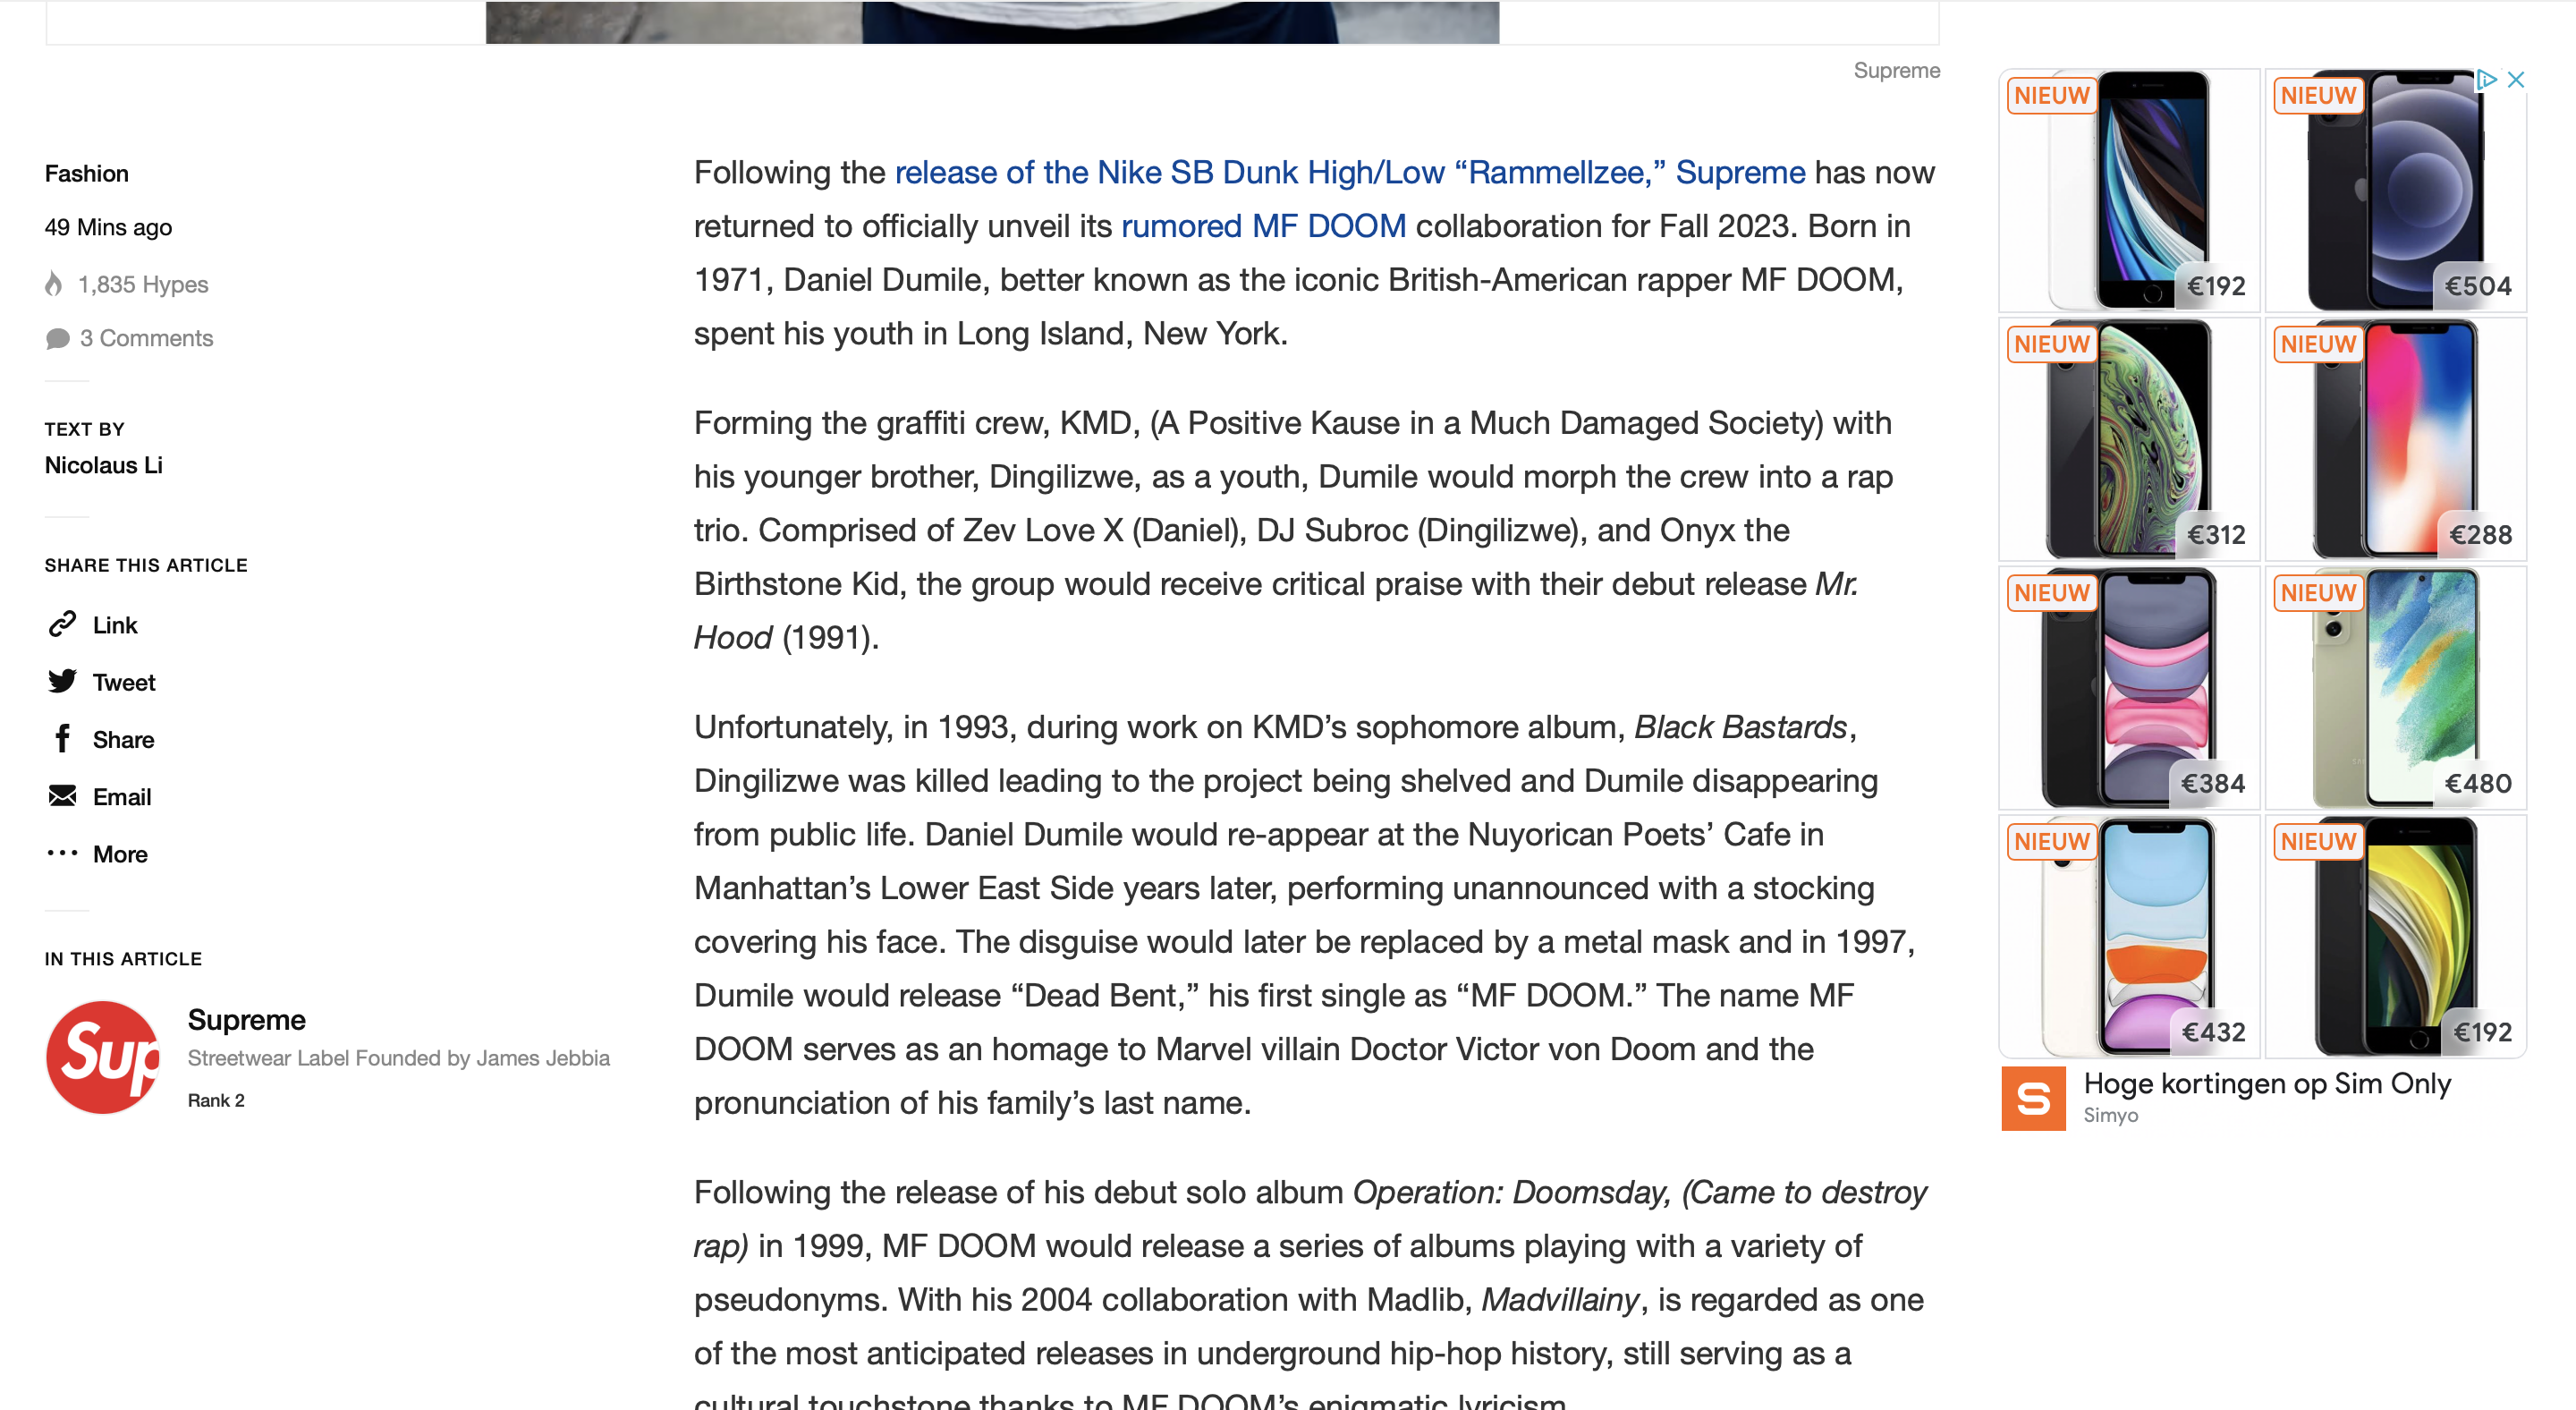 Supreme
Fashion
49 Mins ago
1,835 Hypes
3 Comments
TEXT BY
Nicolaus Li
SHARE THIS ARTICLE
Link
Tweet
Share
Email
More
IN THIS ARTICLE
Sup
Supreme
Streetwear Label Founded by James Jebbia
Rank 2
Following the release of the Nike SB Dunk High/Low “Rammellzee,” Supreme has now
returned to officially unveil its rumored MF DOOM collaboration for Fall 2023. Born in
1971, Daniel Dumile, better known as the iconic British-American rapper MF DOOM,
spent his youth in Long Island, New York.
Forming the graffiti crew, KMD, (A Positive Kause in a Much Damaged Society) with
his younger brother, Dingilizwe, as a youth, Dumile would morph the crew into a rap
trio. Comprised of Zev Love X (Daniel), DJ Subroc (Dingilizwe), and Onyx the
Birthstone Kid, the group would receive critical praise with their debut release Mr.
Hood (1991).
Unfortunately, in 1993, during work on KMD’s sophomore album, Black Bastards,
Dingilizwe was killed leading to the project being shelved and Dumile disappearing
from public life. Daniel Dumile would re-appear at the Nuyorican Poets’ Cafe in
Manhattan’s Lower East Side years later, performing unannounced with a stocking
covering his face. The disguise would later be replaced by a metal mask and in 1997,
Dumile would release “Dead Bent,” his first single as “MF DOOM.” The name MF
DOOM serves as an homage to Marvel villain Doctor Victor von Doom and the
pronunciation of his family’s last name.
Following the release of his debut solo album Operation: Doomsday, (Came to destroy
rap) in 1999, MF DOOM would release a series of albums playing with a variety of
pseudonyms. With his 2004 collaboration with Madlib, Madvillainy, is regarded as one
of the most anticipated releases in underground hip-hop history, still serving as a
cultural touchstone thanks to MF DOOM’s enigmatic lyricism.
NIEUW
€192
NIEUW
€504
NIEUW
€312
NIEUW
€288
NIEUW
€384
NIEUW
€480
NIEUW
€432
NIEUW
€192
S
Hoge kortingen op Sim Only
Simyo